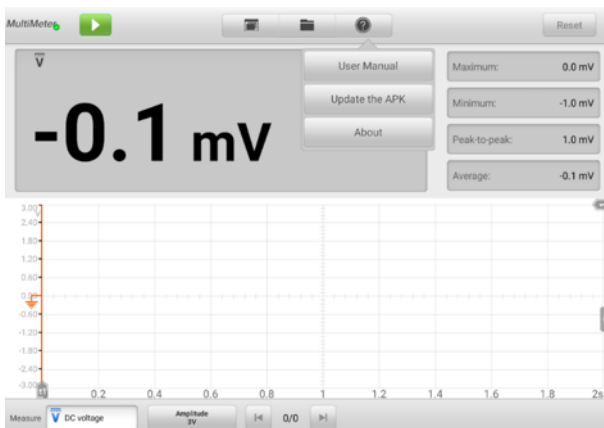 MultiMeter
Reset
V
-0.1 mV
User Manual
Update the APK
About
Maximum: 0.0 mV
Minimum: -1.0 mV
Peak-to-peak: 1.0 mV
Average: -0.1 mV
3.00
V
2.40
1.80
1.20
0.60
0.00
-0.60
-1.20
-1.80
-2.40
-3.00
0.2 0.4 0.6 0.8 1 1.2 1.4 1.6 1.8 2s
Measure V DC voltage Amplitude 3V 0/0